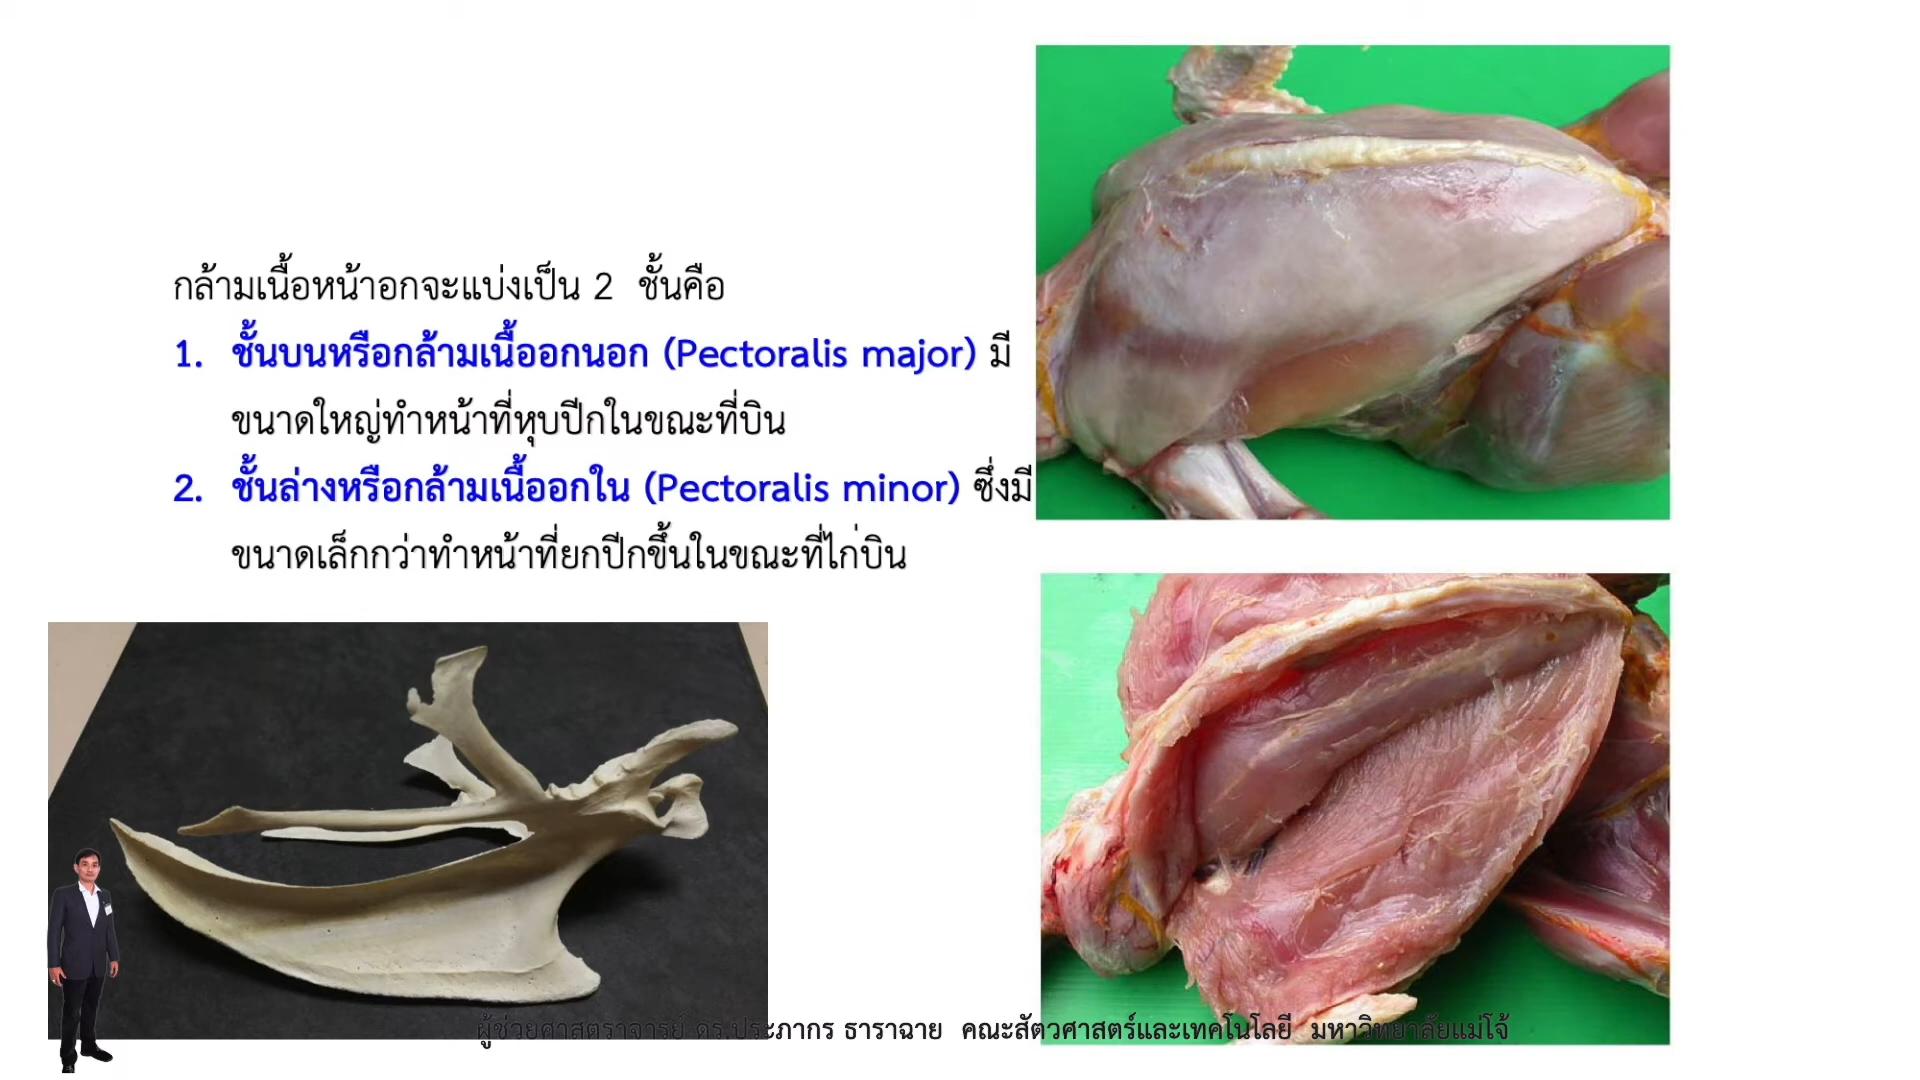 กล้ามเนื้อหน้าอกจะแบ่งเป็น 2 ชั้นคือ
1. ชั้นบนหรือกล้ามเนื้ออกนอก (Pectoralis major) มี
ขนาดใหญ่ทำหน้าที่หุบปีกในขณะที่บิน
2. ชั้นล่างหรือกล้ามเนื้ออกใน (Pectoralis minor) ซึ่งมี
ขนาดเล็กกว่าทำหน้าที่ยกปีกขึ้นในขณะที่ไก่บิน
ผู้ช่วยศาสตราจารย์ ดร.ประภากร ธาราฉาย คณะสัตวศาสตร์และเทคโนโลยี มหาวิทยาลัยแม่โจ้